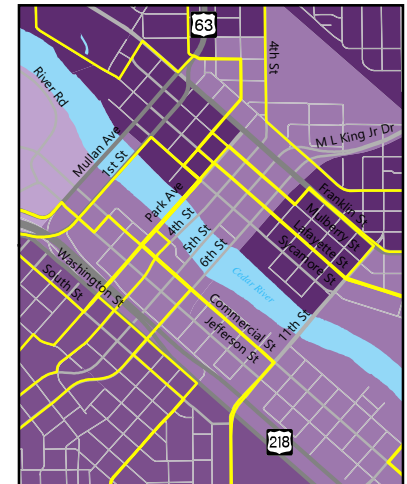 63
4th St
River Rd
M L King Jr Dr
Mullan Ave
1st St
Park Ave
Franklin St
Mulberry St
Lafayette St
Sycamore St
4th St
5th St
6th St
Washington St
South St
Cedar River
Commercial St
Jefferson St
11th St
218